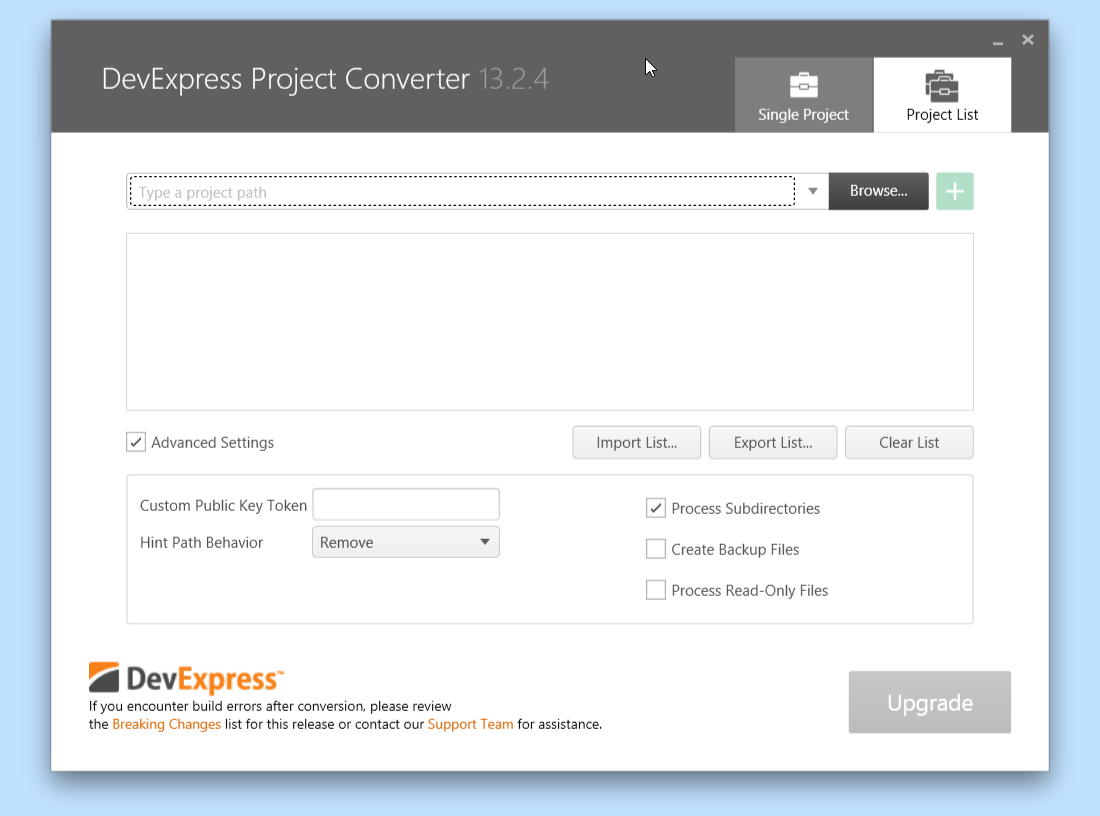 DevExpress Project Converter 13.2.4
Single Project
Project List
Type a project path
Browse...
Advanced Settings
Import List...
Export List...
Clear List
Custom Public Key Token
Process Subdirectories
Hint Path Behavior
Remove
Create Backup Files
Process Read-Only Files
DevExpress™
If you encounter build errors after conversion, please review
the Breaking Changes list for this release or contact our Support Team for assistance.
Upgrade